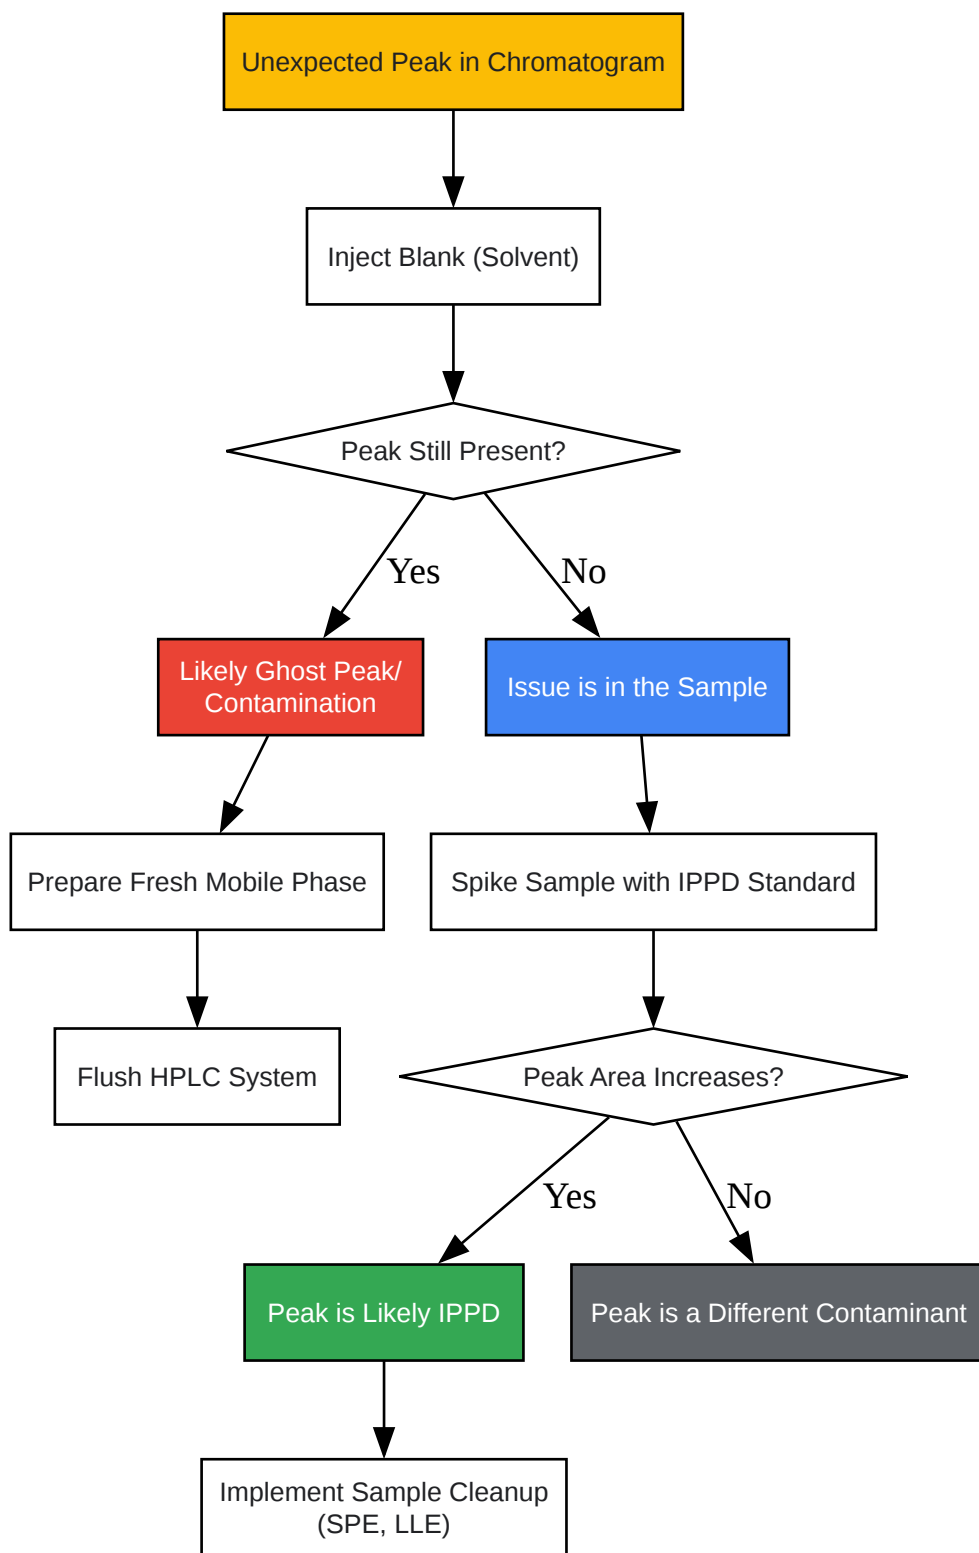 Unexpected Peak in Chromatogram
Inject Blank (Solvent)
Peak Still Present?
Yes
No
Likely Ghost Peak/
Contamination
Issue is in the Sample
Prepare Fresh Mobile Phase
Spike Sample with IPPD Standard
Flush HPLC System
Peak Area Increases?
Yes
No
Peak is Likely IPPD
Peak is a Different Contaminant
Implement Sample Cleanup
(SPE, LLE)